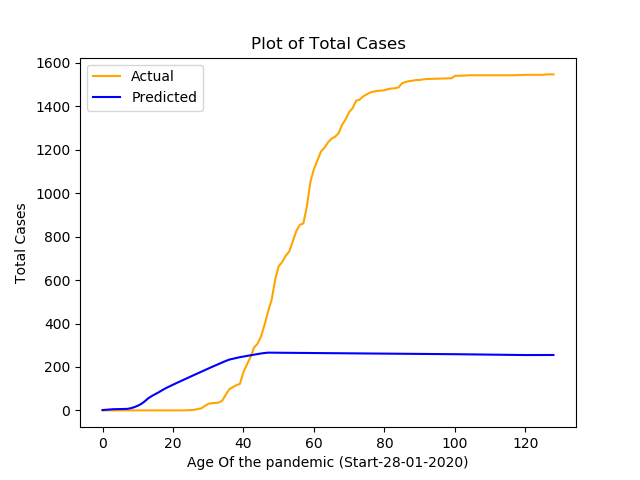 Plot of Total Cases
Actual
Predicted
Total Cases
1600
1400
1200
1000
800
600
400
200
0
0 20 40 60 80 100 120
Age Of the pandemic (Start-28-01-2020)